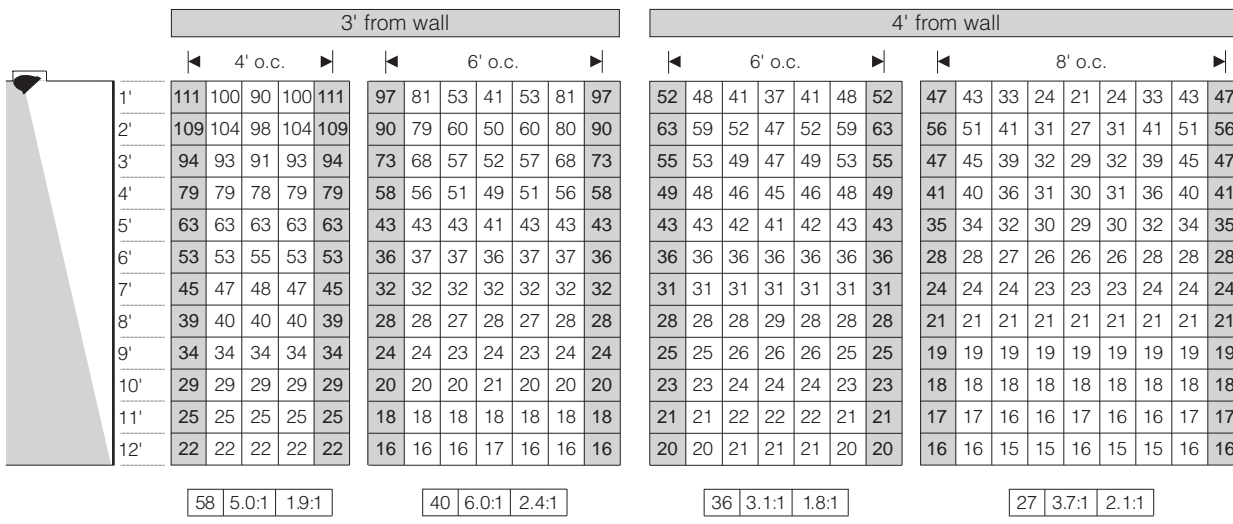 3' from wall 4' from wall
4' o.c. 6' o.c. 6' o.c. 8' o.c.
1' 111 100 90 100 111 97 81 53 41 53 81 97 52 48 41 37 41 48 52 47 43 33 24 21 24 33 43 47
2' 109 104 98 104 109 90 79 60 50 60 80 90 63 59 52 47 52 59 63 56 51 41 31 27 31 41 51 56
3' 94 93 91 93 94 73 68 57 52 57 68 73 55 53 49 47 49 53 55 47 45 39 32 29 32 39 45 47
4' 79 79 78 79 79 58 56 51 49 51 56 58 49 48 46 45 46 48 49 41 40 36 31 30 31 36 40 41
5' 63 63 63 63 63 43 43 43 41 43 43 43 43 43 42 41 42 43 43 35 34 32 30 29 30 32 34 35
6' 53 53 55 53 53 36 37 37 36 37 37 36 36 36 36 36 36 36 36 28 28 27 26 26 26 28 28 28
7' 45 47 48 47 45 32 32 32 32 32 32 32 31 31 31 31 31 31 31 24 24 24 23 23 23 24 24 24
8' 39 40 40 40 39 28 28 27 28 27 28 28 28 28 28 29 28 28 28 21 21 21 21 21 21 21 21 21
9' 34 34 34 34 34 24 24 23 24 23 24 24 25 25 26 26 26 25 25 19 19 19 19 19 19 19 19 19
10' 29 29 29 29 29 20 20 20 21 20 20 20 23 23 24 24 24 23 23 18 18 18 18 18 18 18 18 18
11' 25 25 25 25 25 18 18 18 18 18 18 18 21 21 22 22 22 21 21 17 17 16 16 17 16 16 17 17
12' 22 22 22 22 22 16 16 16 17 16 16 16 20 20 21 21 21 20 20 16 16 15 15 16 15 15 16 16
58 5.0:1 1.9:1 40 6.0:1 2.4:1 36 3.1:1 1.8:1 27 3.7:1 2.1:1